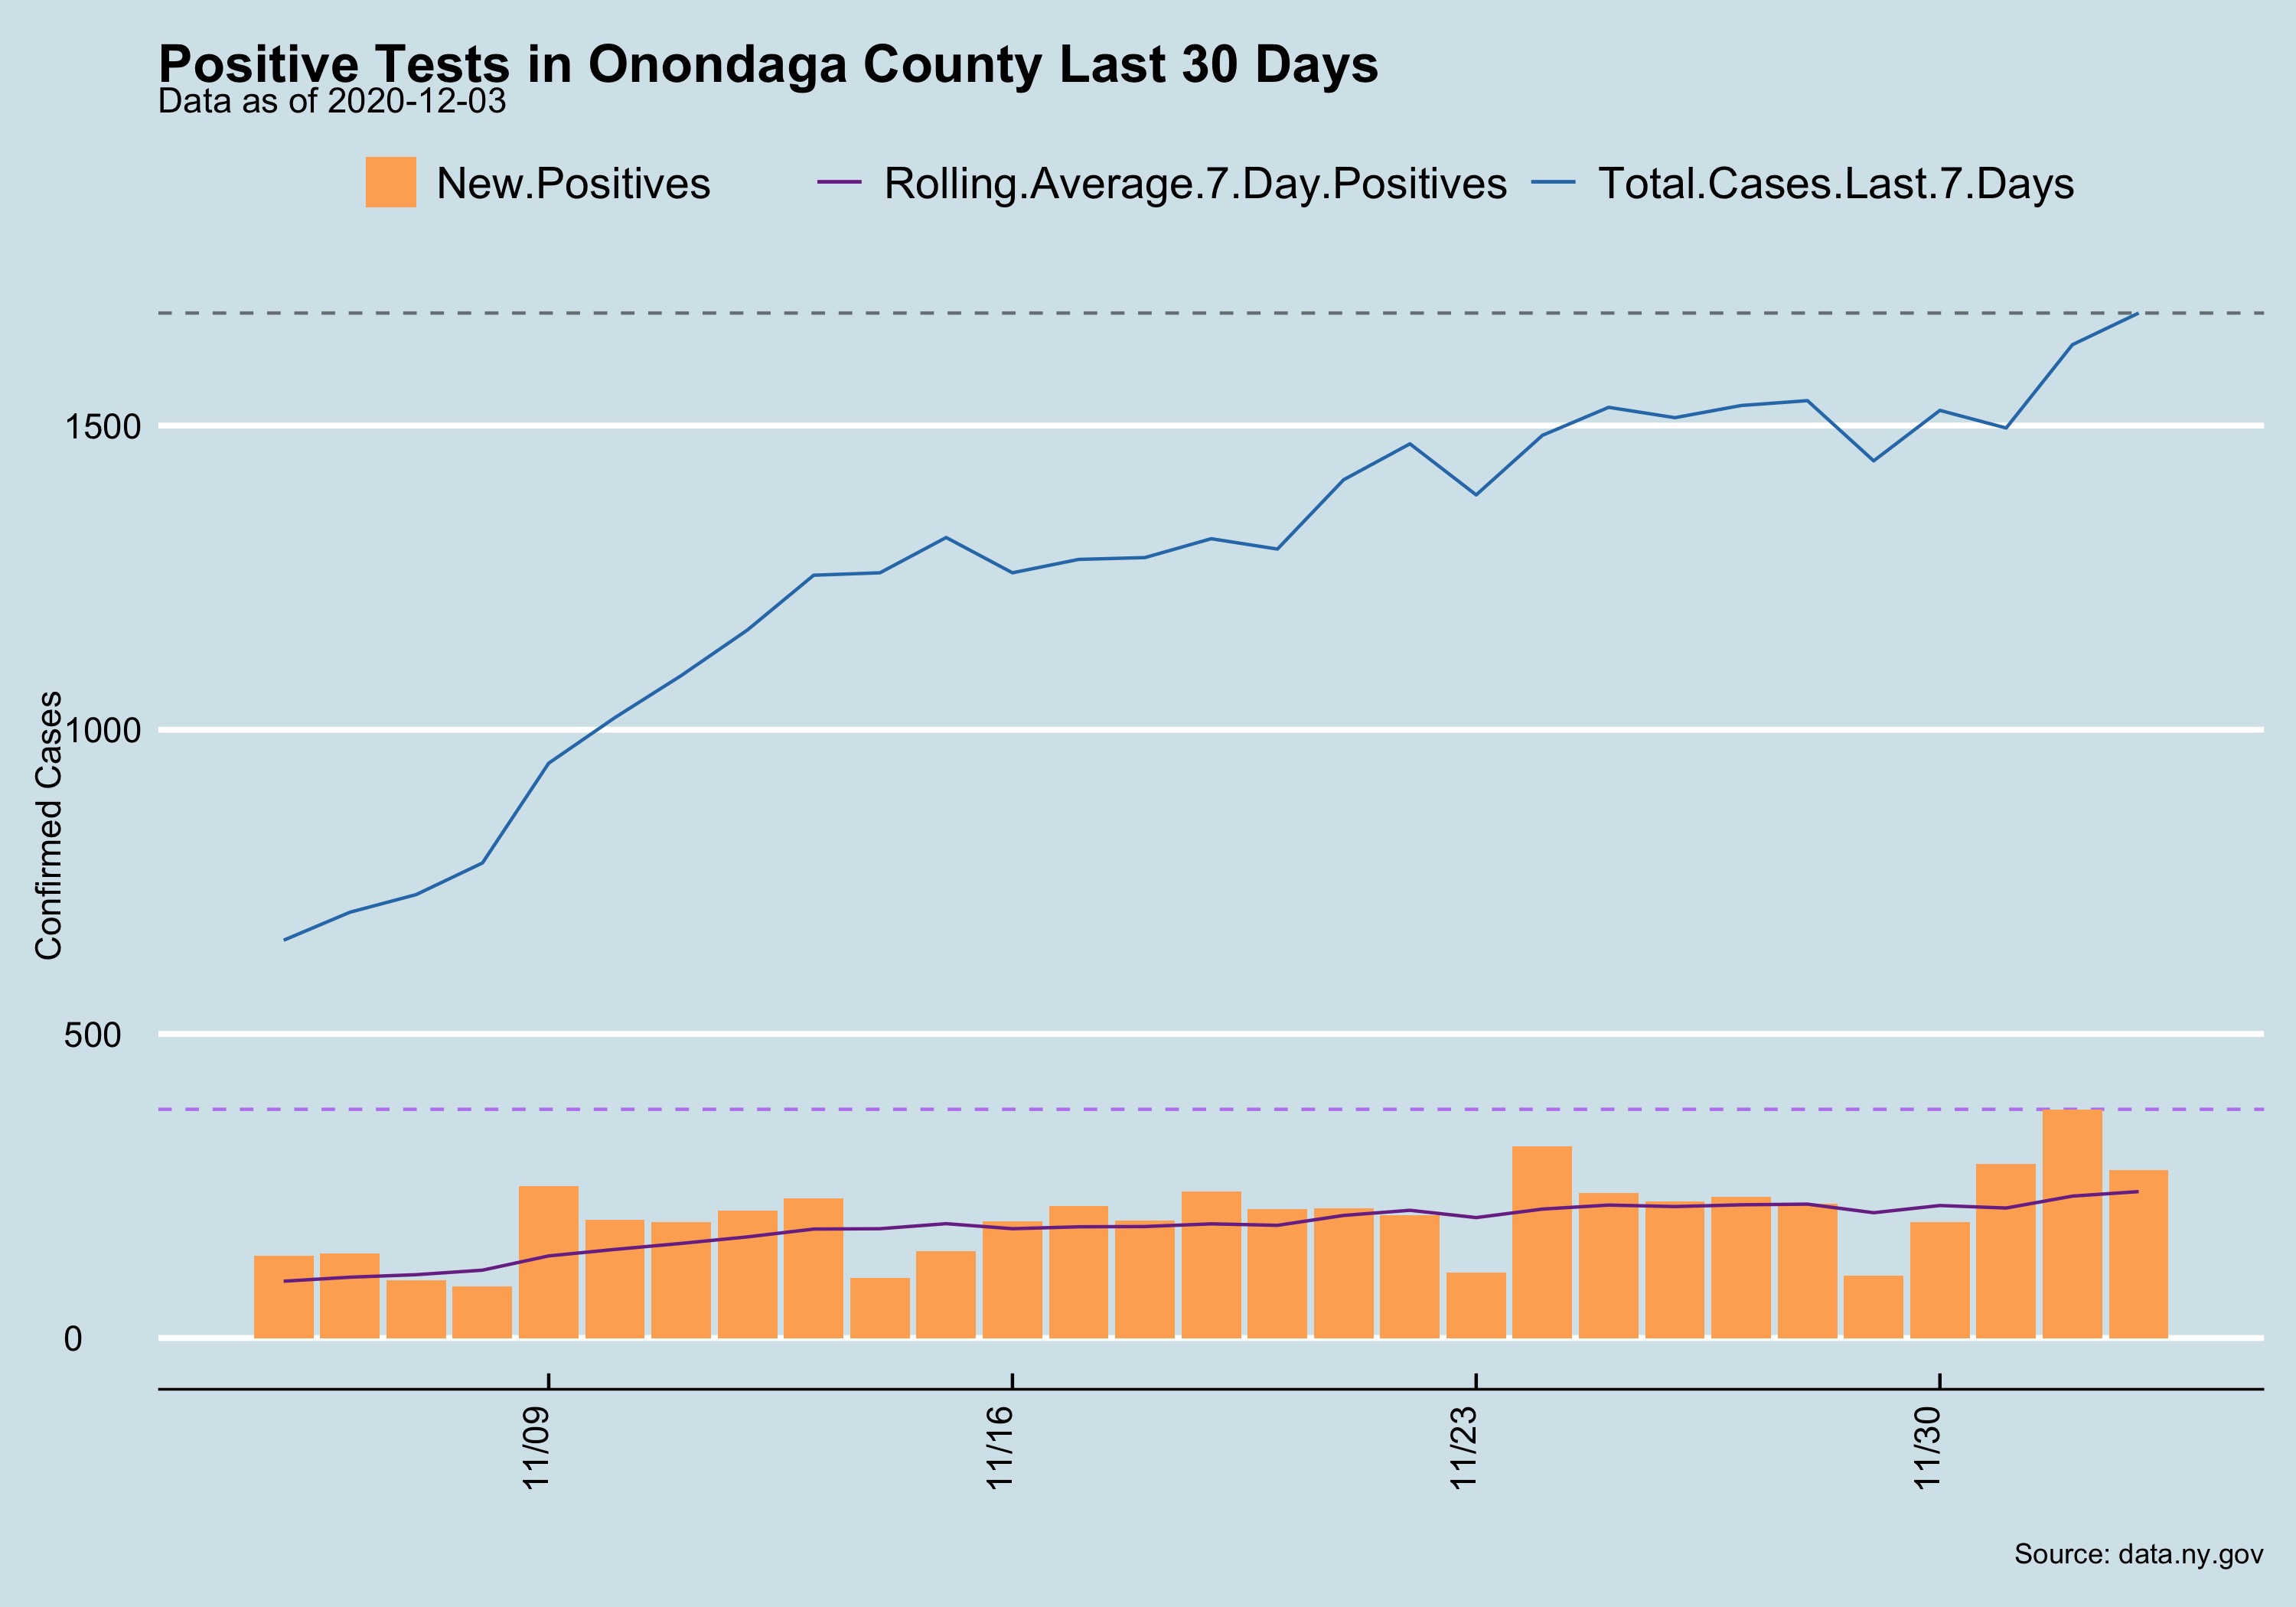 Positive Tests in Onondaga County Last 30 Days
Data as of 2020-12-03
New.Positives
Rolling.Average.7.Day.Positives
Total.Cases.Last.7.Days
1500
1000
500
0
Confirmed Cases
11/09
11/16
11/23
11/30
Source: data.ny.gov